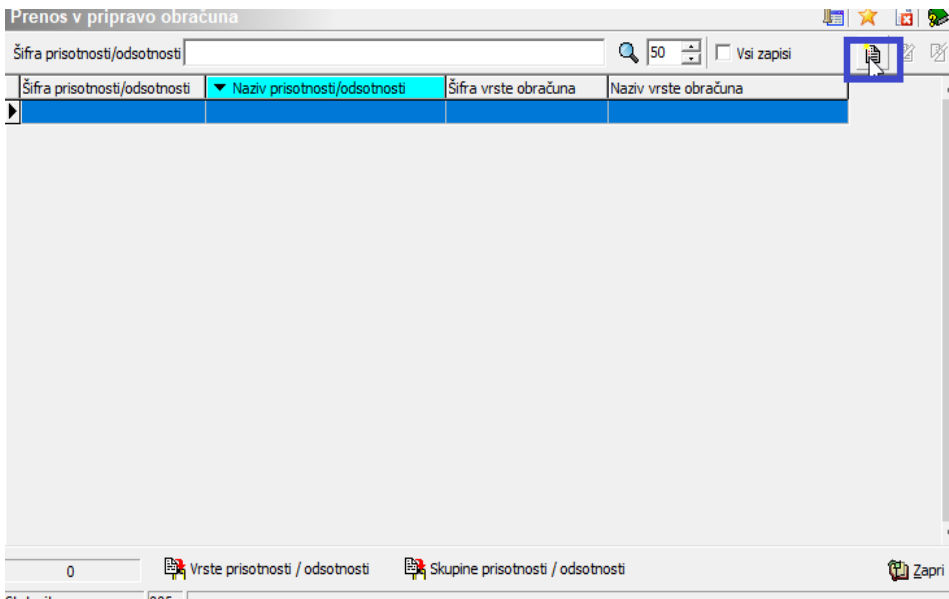 Prenos v pripravo obračuna
Šifra prisotnosti/odsotnosti 50 Vsi zapisi
Šifra prisotnosti/odsotnosti Naziv prisotnosti/odsotnosti Šifra vrste obračuna Naziv vrste obračuna
0 Vrste prisotnosti / odsotnosti Skupine prisotnosti / odsotnosti Zapri